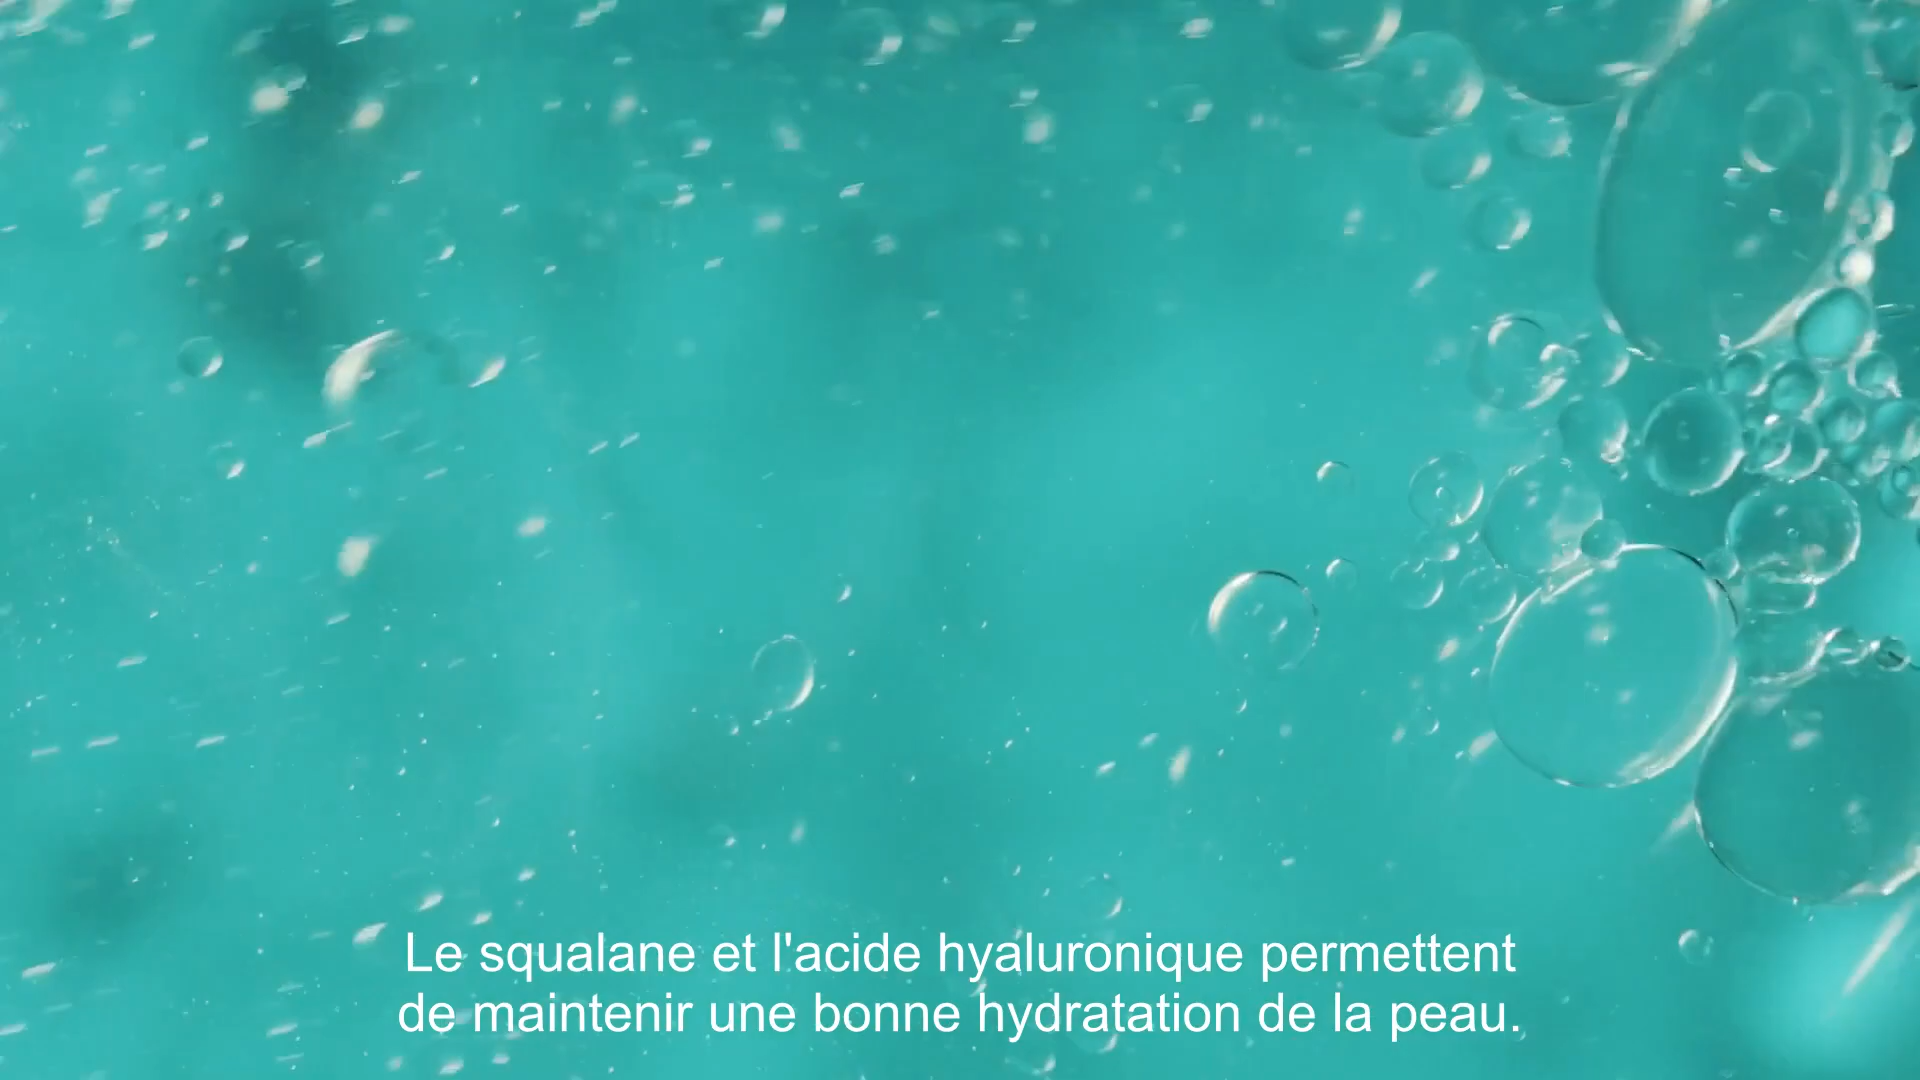 Le squalane et l'acide hyaluronique permettent
de maintenir une bonne hydratation de la peau.